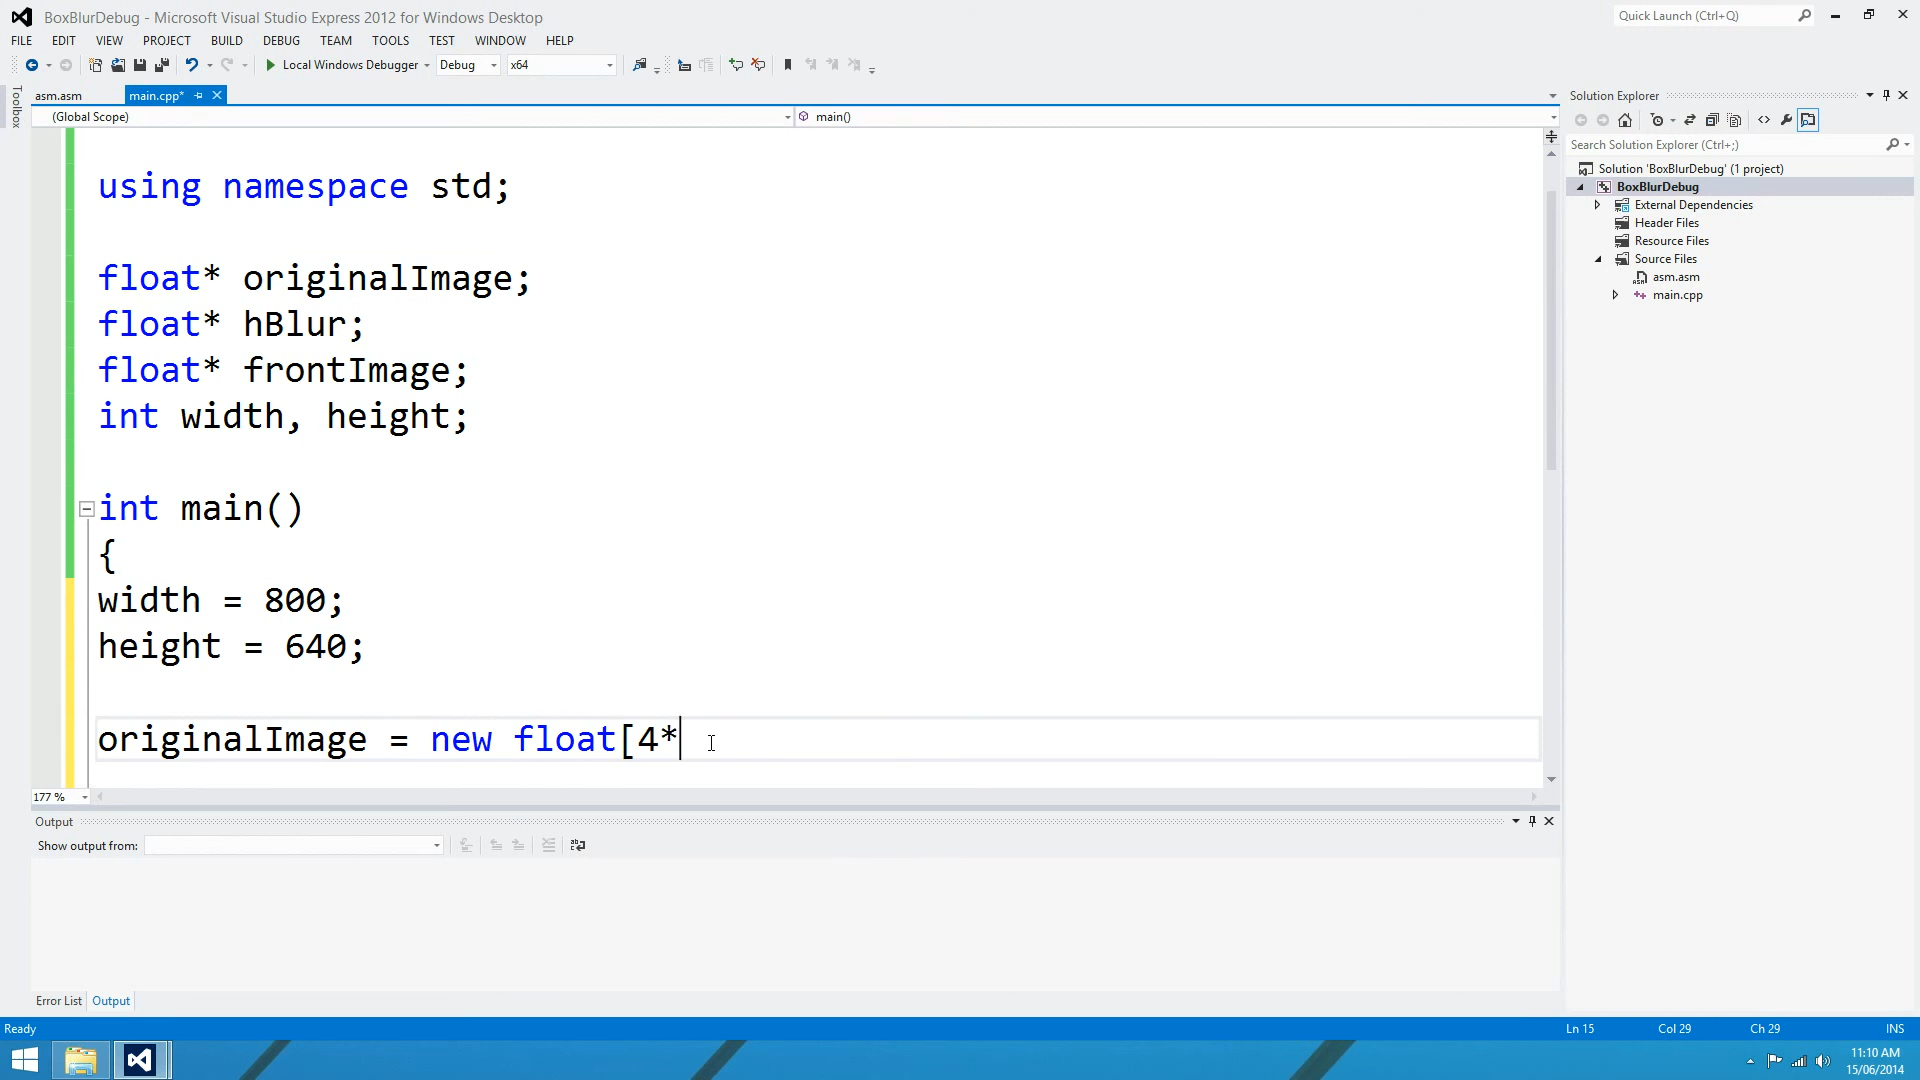 BoxBlurDebug - Microsoft Visual Studio Express 2012 for Windows Desktop
Quick Launch (Ctrl+Q)
FILE EDIT VIEW PROJECT BUILD DEBUG TEAM TOOLS TEST WINDOW HELP
Local Windows Debugger Debug x64
Toolbox
asm.asm main.cpp*
(Global Scope) main()
using namespace std;
float* originalImage;
float* hBlur;
float* frontImage;
int width, height;
int main()
{
width = 800;
height = 640;
originalImage = new float[4*
177 %
Output
Show output from:
Error List Output
Solution Explorer
Search Solution Explorer (Ctrl+;)
Solution 'BoxBlurDebug' (1 project)
BoxBlurDebug
External Dependencies
Header Files
Resource Files
Source Files
asm.asm
main.cpp
Ready Ln 15 Col 29 Ch 29 INS
11:10 AM
15/06/2014